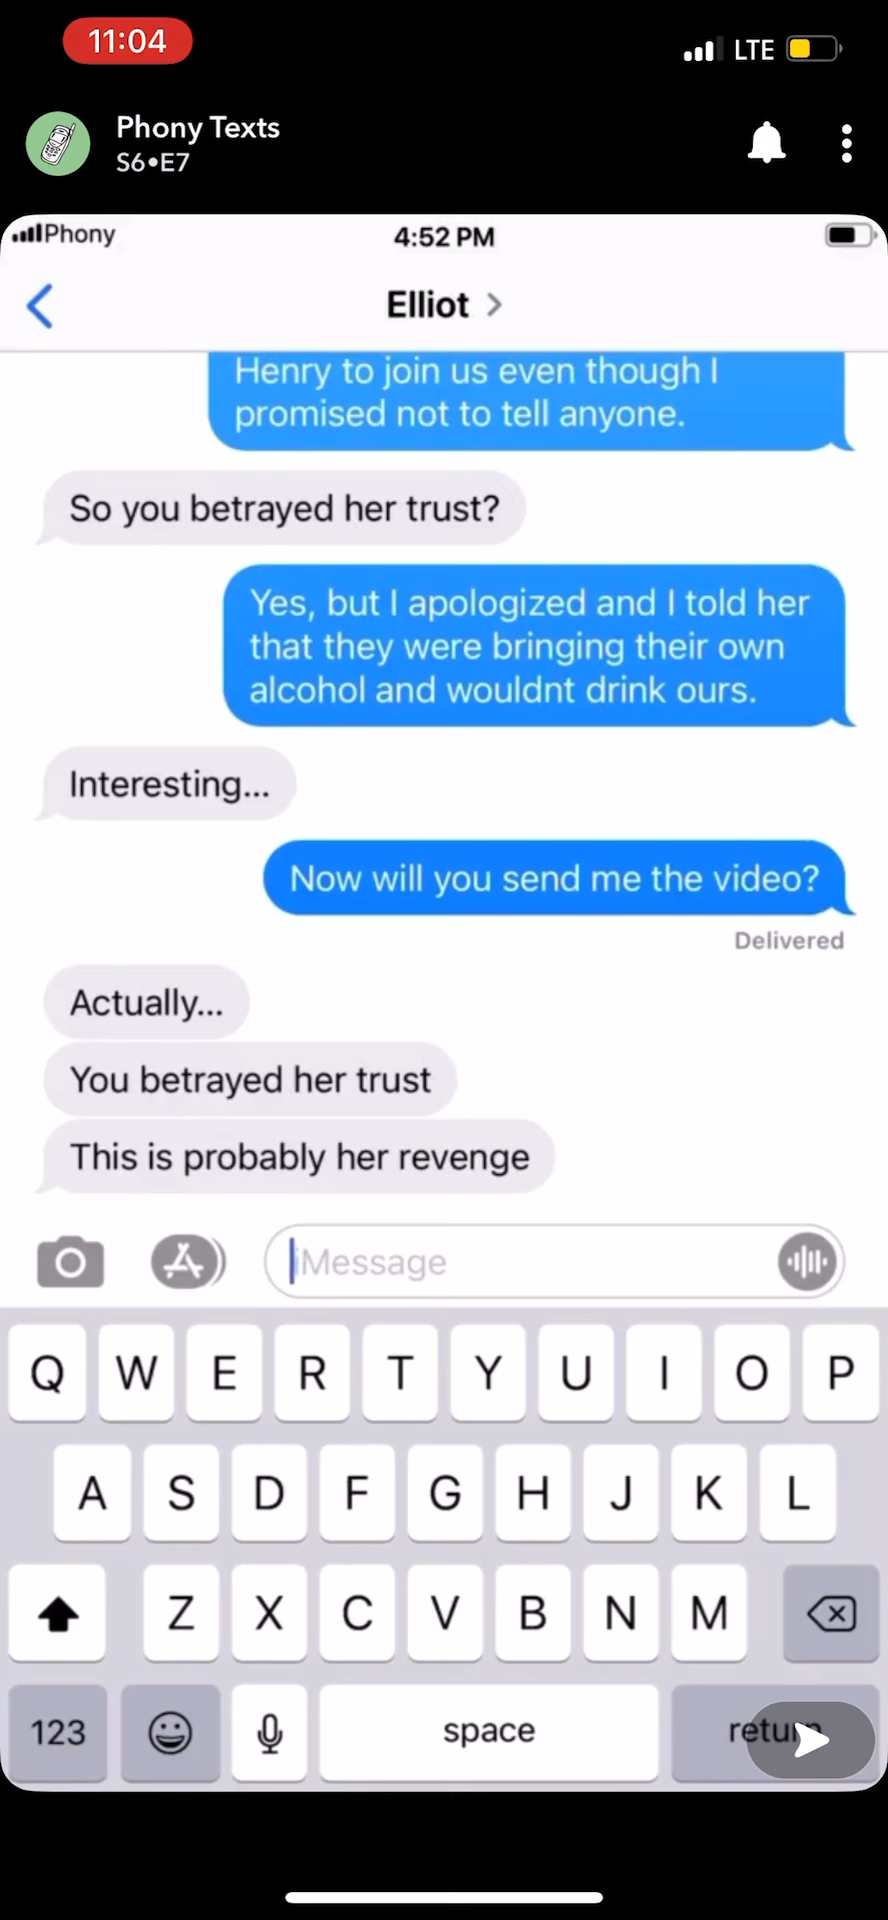 11:04
LTE
Phony Texts
S6•E7
Phony
4:52 PM
Elliot
Henry to join us even though I
promised not to tell anyone.
So you betrayed her trust?
Yes, but I apologized and I told her
that they were bringing their own
alcohol and wouldnt drink ours.
Interesting...
Now will you send me the video?
Delivered
Actually...
You betrayed her trust
This is probably her revenge
iMessage
Q W E R T Y U I O P
A S D F G H J K L
Z X C V B N M
123 space return